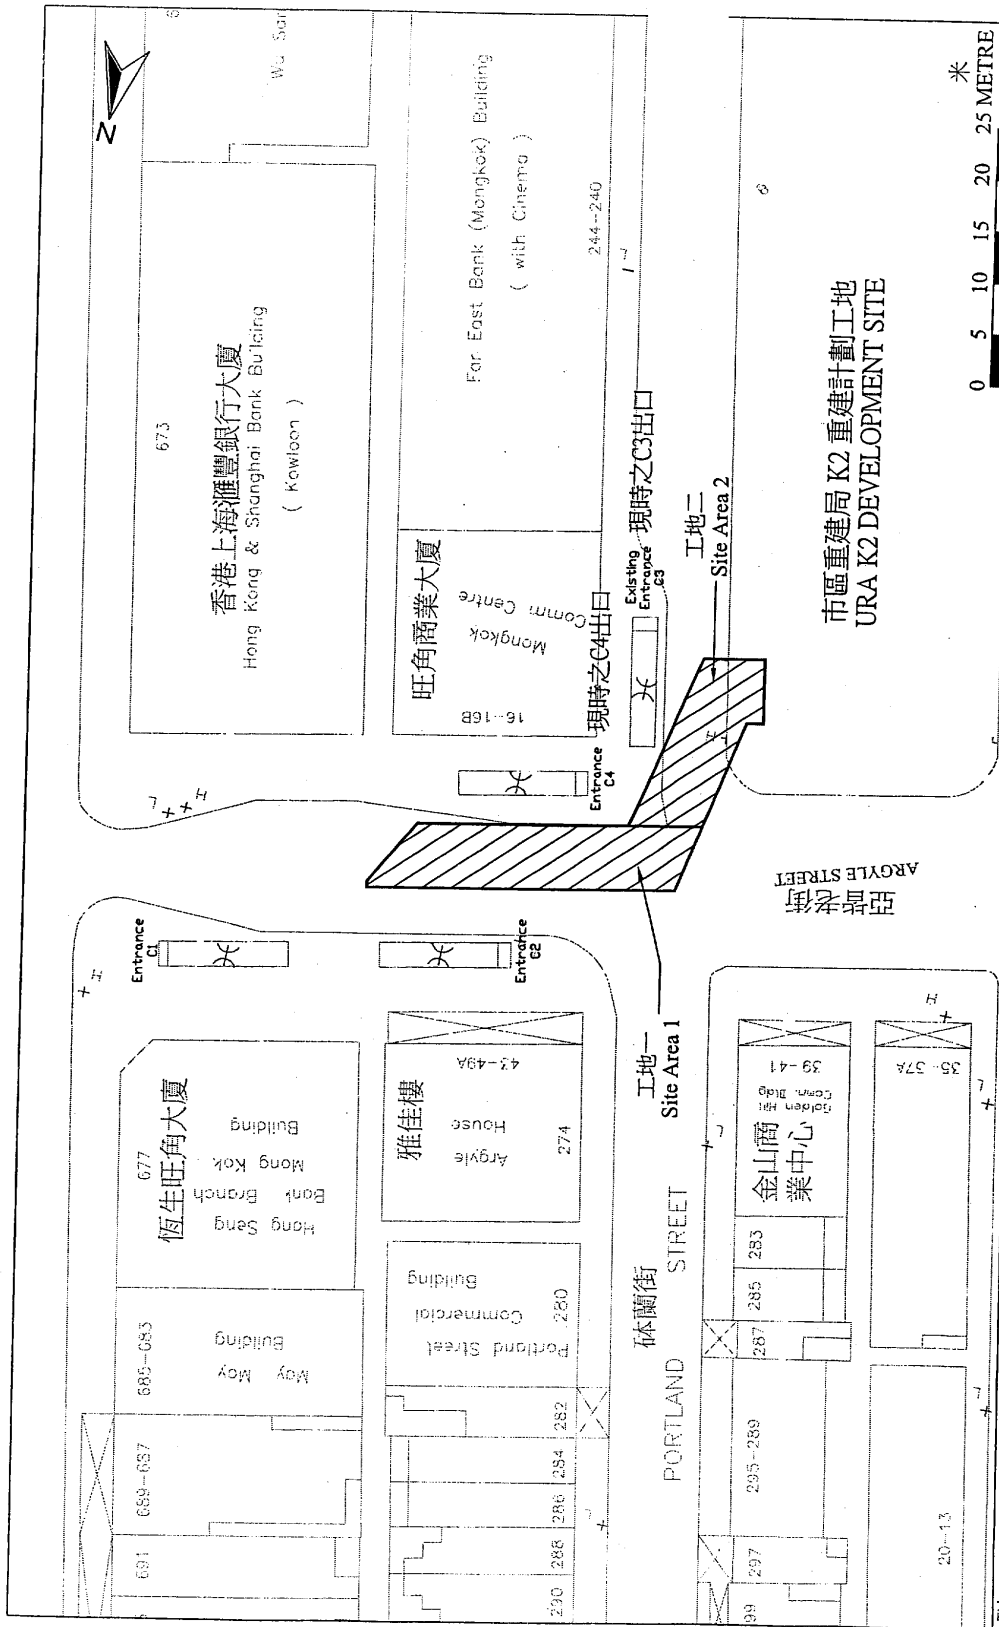 N
673
香港上海滙豐銀行大廈
Hong Kong & Shanghai Bank Building
( Kowloon )
Far East Bank (Mongkok) Building
( with Cinema )
244-240
旺角商業大廈
Mongkok
Comm Centre
16-16B
現時之C4出口
Entrance
C4
現時之C3出口
Existing
Entrance
C3
工地二
Site Area 2
市區重建局 K2 重建計劃工地
URA K2 DEVELOPMENT SITE
米
0 5 10 15 20 25 METRE
亞皆老街
ARGYLE STREET
Entrance
C1
Entrance
C2
工地一
Site Area 1
677
恆生旺角大廈
Hang Seng
Bank Branch
Mong Kok
Building
雅佳樓
Argyle
House
43-49A
274
685-683
May May
Building
Portland Street
Commercial
Building
280
689-687
691
282
284
286
288
290
砵蘭街
PORTLAND STREET
金山商
業中心
Golden Hill
Comm. Bldg
39-41
35-37A
283
285
287
295-289
297
99
20-13